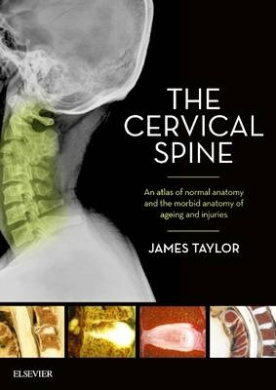 THE
CERVICAL
SPINE
An atlas of normal anatomy
and the morbid anatomy of
ageing and injuries
JAMES TAYLOR
ELSEVIER